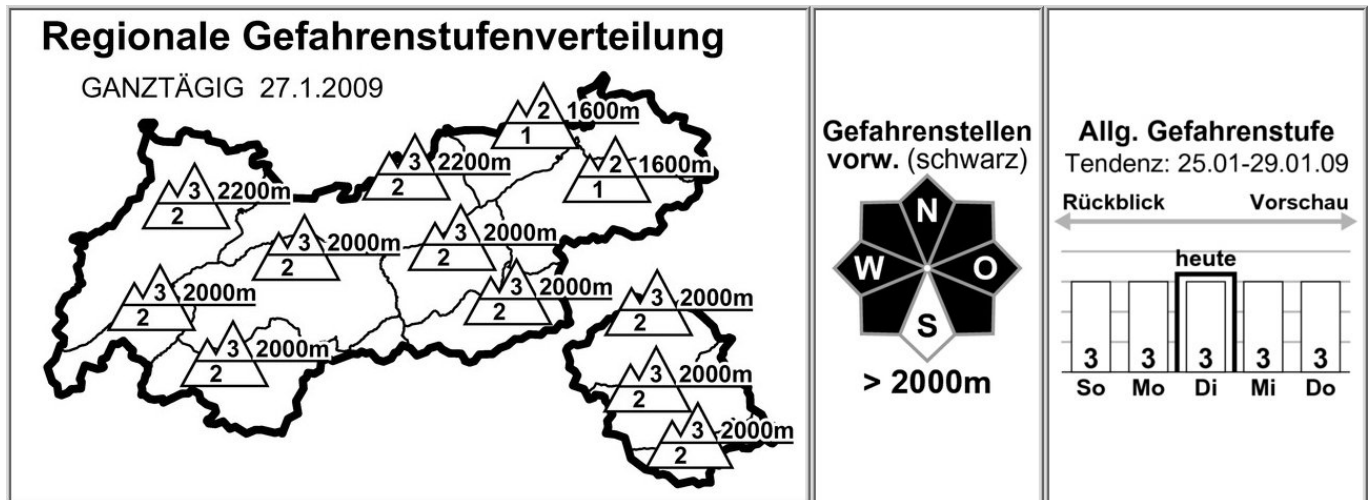 Regionale Gefahrenstufenverteilung
GANZTÄGIG 27.1.2009
2 1600m
1
3 2200m
2
2 1600m
1
3 2200m
2
3 2000m
2
3 2000m
2
3 2000m
2
3 2000m
2
3 2000m
2
3 2000m
2
3 2000m
2
3 2000m
2
Gefahrenstellen
vorw. (schwarz)
N
W O
S
> 2000m
Allg. Gefahrenstufe
Tendenz: 25.01-29.01.09
Rückblick Vorschau
heute
3 3 3 3 3
So Mo Di Mi Do